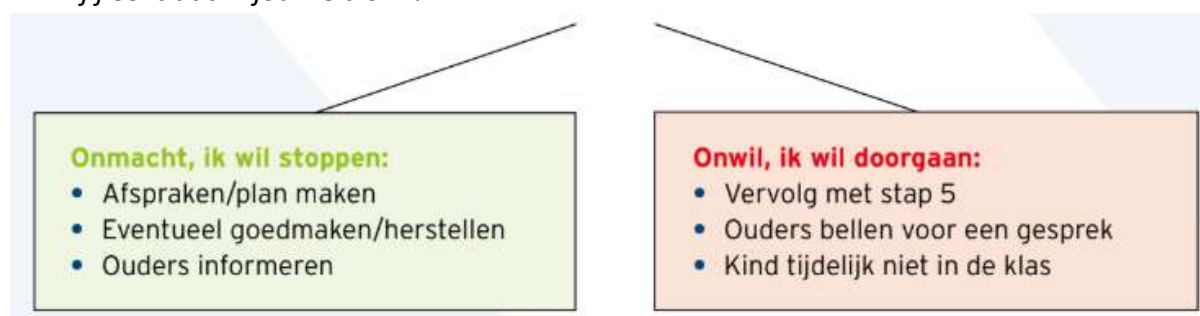 Onmacht, ik wil stoppen:
• Afspraken/plan maken
• Eventueel goedmaken/herstellen
• Ouders informeren
Onwil, ik wil doorgaan:
• Vervolg met stap 5
• Ouders bellen voor een gesprek
• Kind tijdelijk niet in de klas